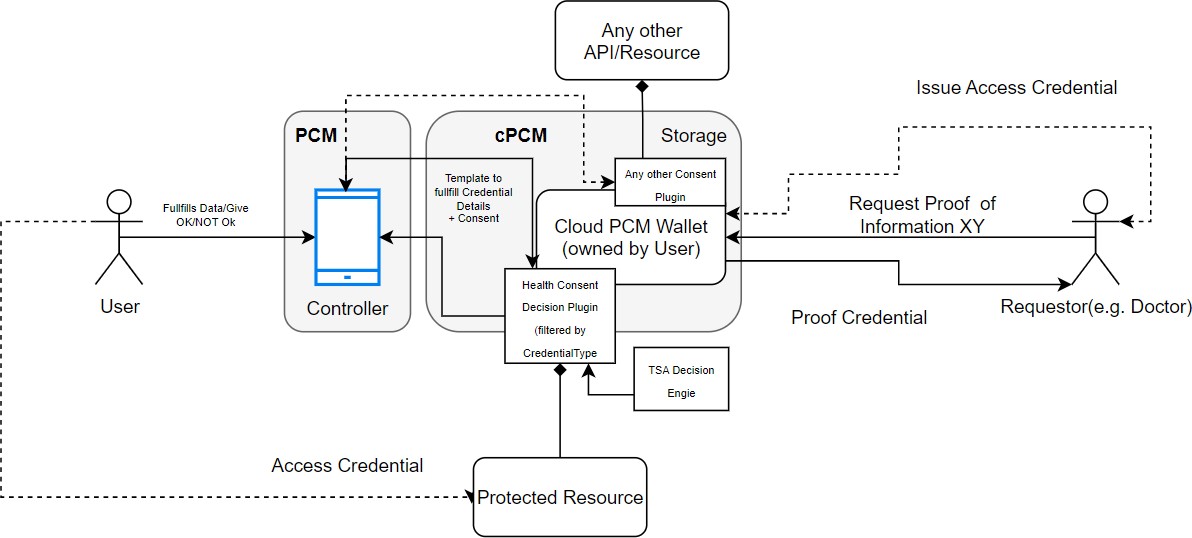 Any other
API/Resource
Issue Access Credential
PCM
cPCM
Storage
Template to
fullfill Credential
Details
+ Consent
Any other Consent
Plugin
Fullfills Data/Give
OK/NOT Ok
Cloud PCM Wallet
(owned by User)
Request Proof of
Information XY
User
Controller
Health Consent
Decision Plugin
(filtered by
CredentialType
Requestor(e.g. Doctor)
Proof Credential
TSA Decision
Engie
Access Credential
Protected Resource